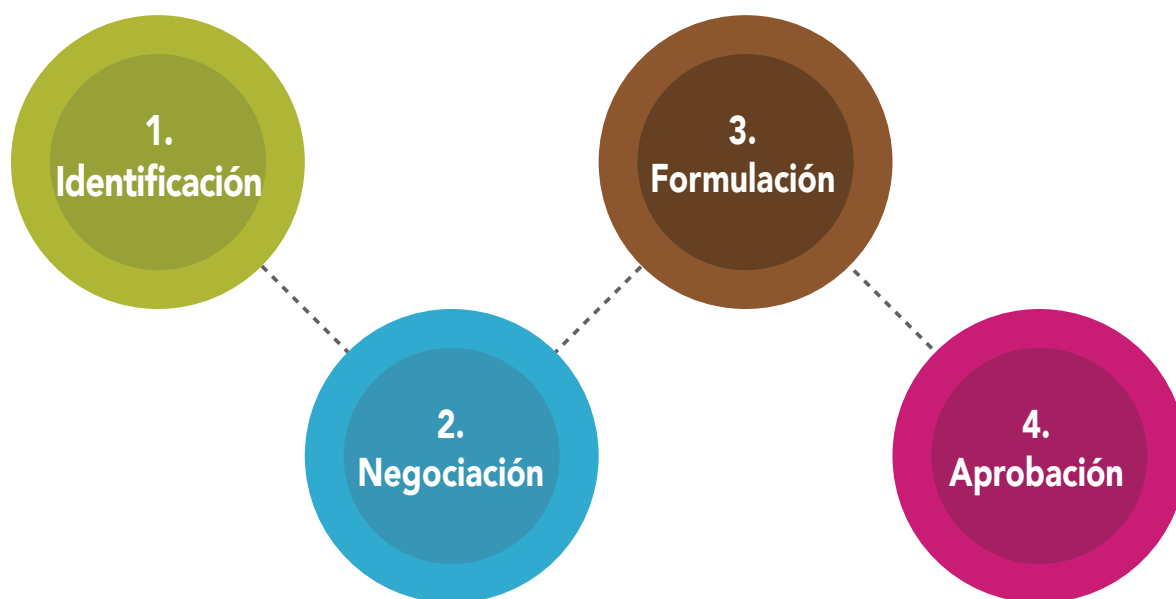 1.
Identificación
2.
Negociación
3.
Formulación
4.
Aprobación